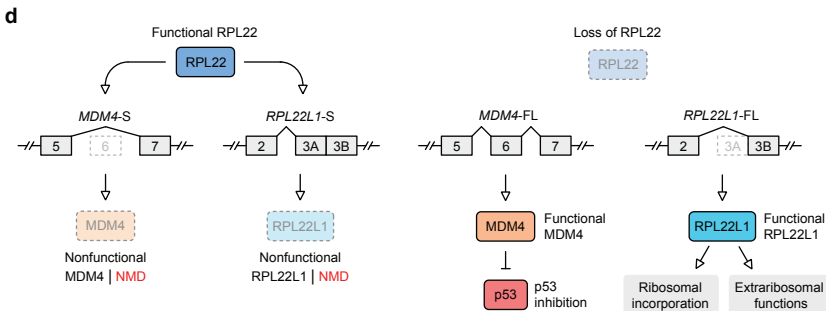 d
Functional RPL22
RPL22
MDM4-S
5
6
7
MDM4
Nonfunctional
MDM4 | NMD
RPL22L1-S
2
3A
3B
RPL22L1
Nonfunctional
RPL22L1 | NMD
Loss of RPL22
RPL22
MDM4-FL
5
6
7
MDM4
Functional
MDM4
p53
p53
inhibition
RPL22L1-FL
2
3A
3B
RPL22L1
Functional
RPL22L1
Ribosomal
incorporation
Extraribosomal
functions